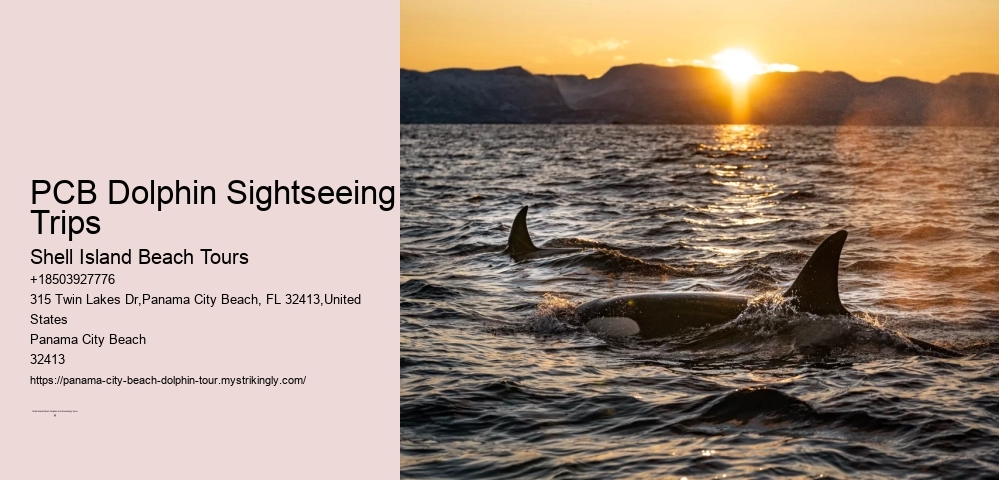 PCB Dolphin Sightseeing
Trips
Shell Island Beach Tours
+18503927776
315 Twin Lakes Dr,Panama City Beach, FL 32413,United
States
Panama City Beach
32413
https://panama-city-beach-dolphin-tour.mystrikingly.com/